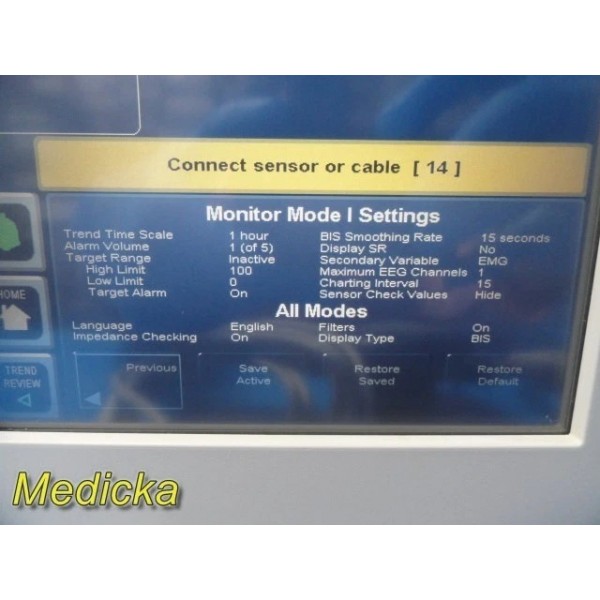 Connect sensor or cable [ 14 ]
Monitor Mode I Settings
Trend Time Scale 1 hour BIS Smoothing Rate 15 seconds
Alarm Volume 1 (of 5) Display SR No
Target Range Inactive Secondary Variable EMG
High Limit 100 Maximum EEG Channels 1
Low Limit 0 Charting Interval 15
Target Alarm On Sensor Check Values Hide
All Modes
Language English Filters On
Impedance Checking On Display Type BIS
HOME
TREND REVIEW
Previous
Save Active
Restore Saved
Restore Default
Medicka